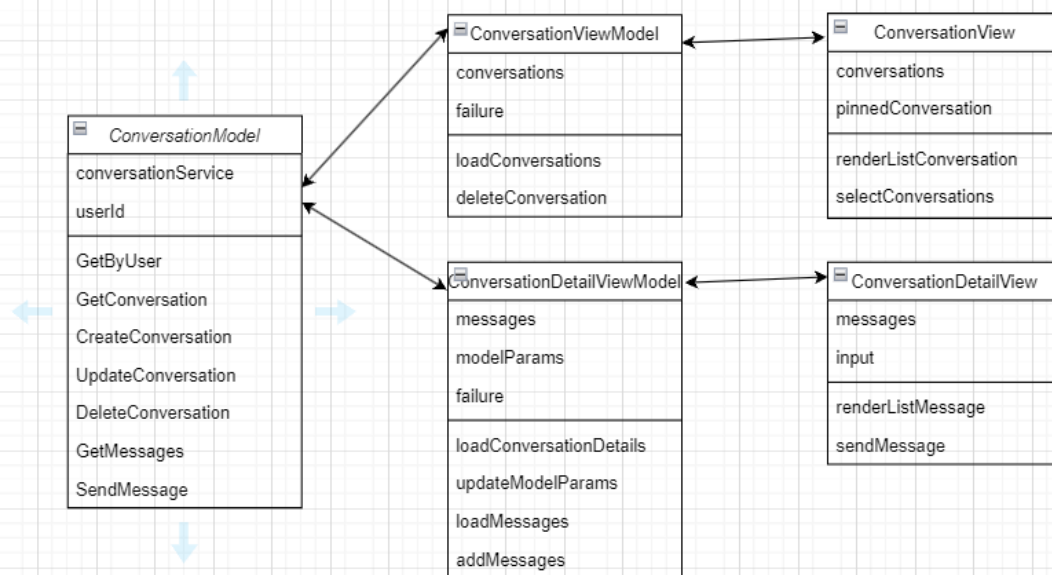 ConversationModel
conversationService
userId
GetByUser
GetConversation
CreateConversation
UpdateConversation
DeleteConversation
GetMessages
SendMessage
ConversationViewModel
conversations
failure
loadConversations
deleteConversation
ConversationView
conversations
pinnedConversation
renderListConversation
selectConversations
ConversationDetailViewModel
messages
modelParams
failure
loadConversationDetails
updateModelParams
loadMessages
addMessages
ConversationDetailView
messages
input
renderListMessage
sendMessage